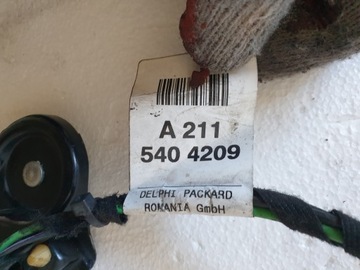 A 211
540 4209
DELPHI PACKARD
ROMANIA GmbH